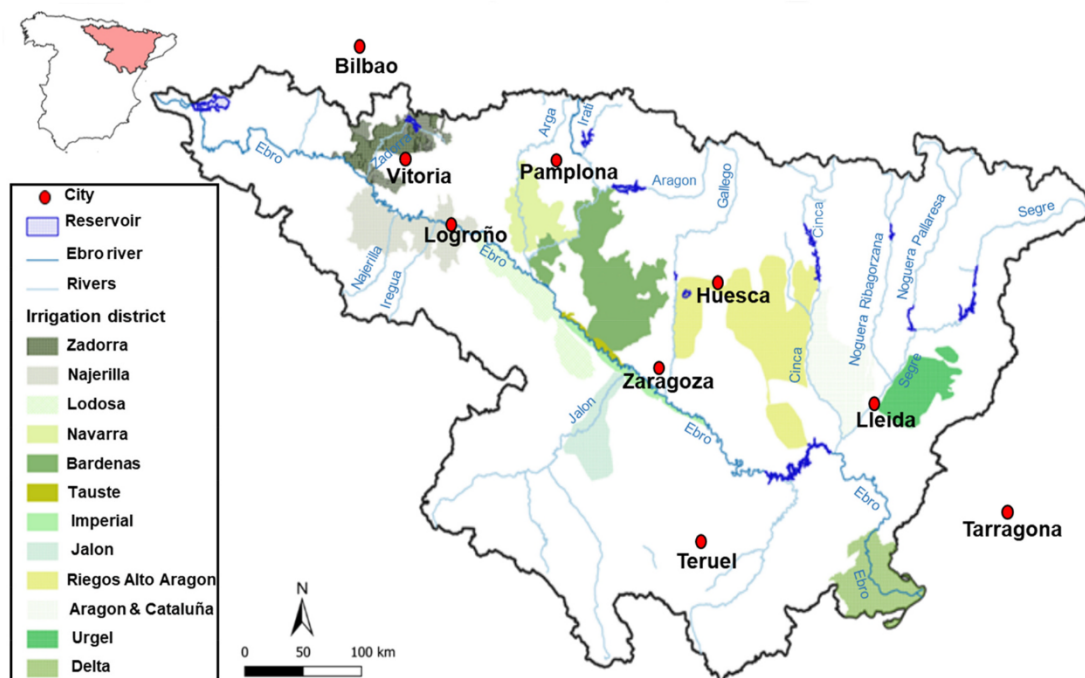 Bilbao
Ebro
Zadorra
Vitoria
Arga
Irati
Pamplona
Aragon
Gallego
Cinca
Noguera Ribagorzana
Noguera Pallaresa
Segre
Logroño
Najerilla
Iregua
Ebro
Huesca
Cinca
Segre
Zaragoza
Jalon
Ebro
Lleida
Ebro
Tarragona
Teruel
Ebro
City
Reservoir
Ebro river
Rivers
Irrigation district
Zadorra
Najerilla
Lodosa
Navarra
Bardenas
Tauste
Imperial
Jalon
Riegos Alto Aragon
Aragon & Cataluña
Urgel
Delta
N
0 50 100 km